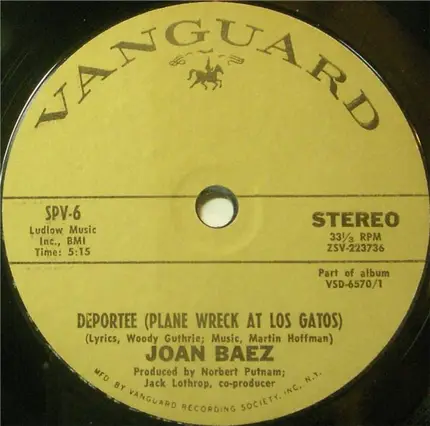 VANGUARD
SPV-6
Ludlow Music
Inc., BMI
Time: 5:15
STEREO
33⅓ RPM
ZSV-223736
Part of album
VSD-6570/1
DEPORTEE (PLANE WRECK AT LOS GATOS)
(Lyrics, Woody Guthrie; Music, Martin Hoffman)
JOAN BAEZ
Produced by Norbert Putnam;
Jack Lothrop, co-producer
MFD BY VANGUARD RECORDING SOCIETY, INC. N.Y.